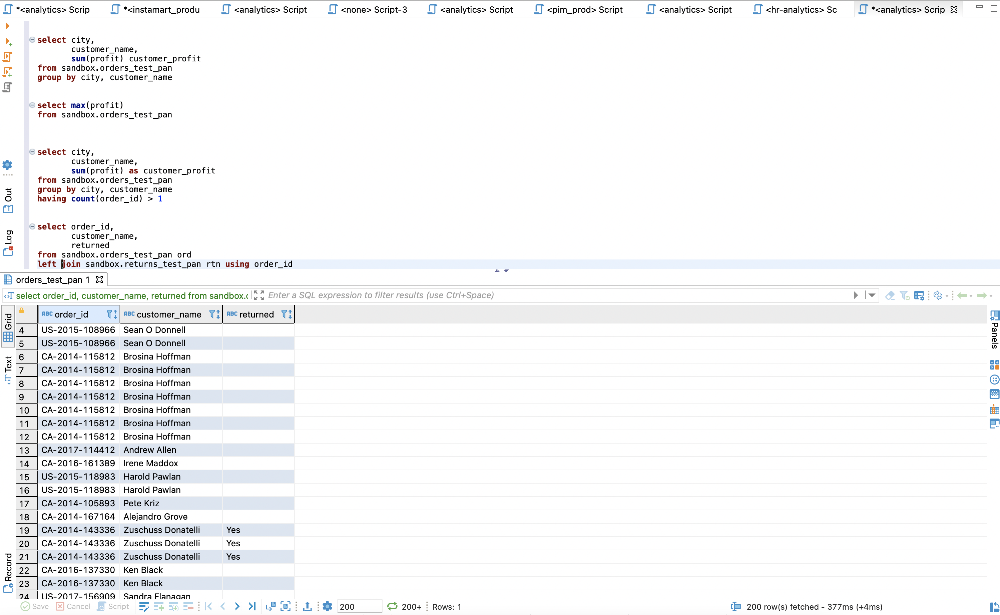 *<analytics> Scrip
*<instamart_produ
<analytics> Script
<none> Script-3
<analytics> Script
<pim_prod> Script
<analytics> Script
<hr-analytics> Sc
*<analytics> Scrip
select city,
customer_name,
sum(profit) customer_profit
from sandbox.orders_test_pan
group by city, customer_name
select max(profit)
from sandbox.orders_test_pan
select city,
customer_name,
sum(profit) as customer_profit
from sandbox.orders_test_pan
group by city, customer_name
having count(order_id) > 1
select order_id,
customer_name,
returned
from sandbox.orders_test_pan ord
left join sandbox.returns_test_pan rtn using order_id
Out
Log
orders_test_pan 1
select order_id, customer_name, returned from sandbox.
Enter a SQL expression to filter results (use Ctrl+Space)
Grid
Text
Record
Panels
ABC order_id ABC customer_name ABC returned
4 US-2015-108966 Sean O Donnell
5 US-2015-108966 Sean O Donnell
6 CA-2014-115812 Brosina Hoffman
7 CA-2014-115812 Brosina Hoffman
8 CA-2014-115812 Brosina Hoffman
9 CA-2014-115812 Brosina Hoffman
10 CA-2014-115812 Brosina Hoffman
11 CA-2014-115812 Brosina Hoffman
12 CA-2014-115812 Brosina Hoffman
13 CA-2017-114412 Andrew Allen
14 CA-2016-161389 Irene Maddox
15 US-2015-118983 Harold Pawlan
16 US-2015-118983 Harold Pawlan
17 CA-2014-105893 Pete Kriz
18 CA-2014-167164 Alejandro Grove
19 CA-2014-143336 Zuschuss Donatelli Yes
20 CA-2014-143336 Zuschuss Donatelli Yes
21 CA-2014-143336 Zuschuss Donatelli Yes
22 CA-2016-137330 Ken Black
23 CA-2016-137330 Ken Black
24 US-2017-156909 Sandra Flanagan
Save Cancel Script 200 200+ Rows: 1 200 row(s) fetched - 377ms (+4ms)